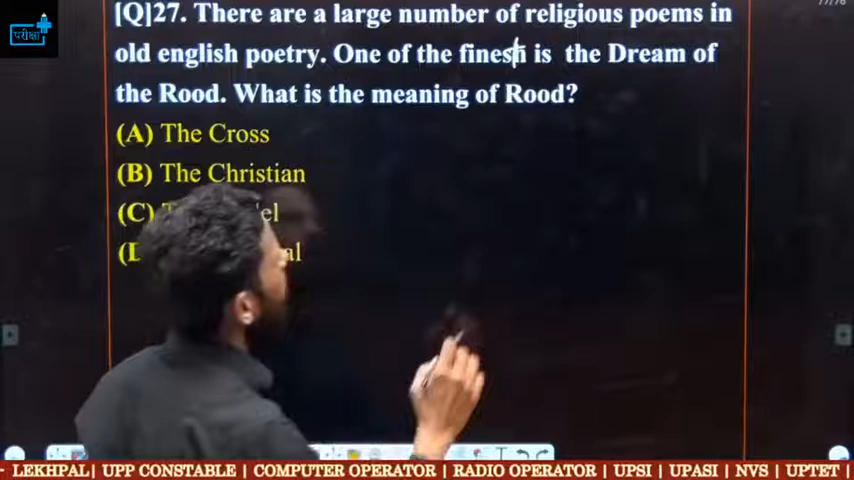 77/78
[Q]27. There are a large number of religious poems in
परीक्षा
old english poetry. One of the finest is the Dream of
the Rood. What is the meaning of Rood?
(A) The Cross
(B) The Christian
(C)
(D
LEKHPAL| UPP CONSTABLE| COMPUTER OPERATOR | RADIO OPERATOR | UPSI | UPASI | NVS | UPTET |